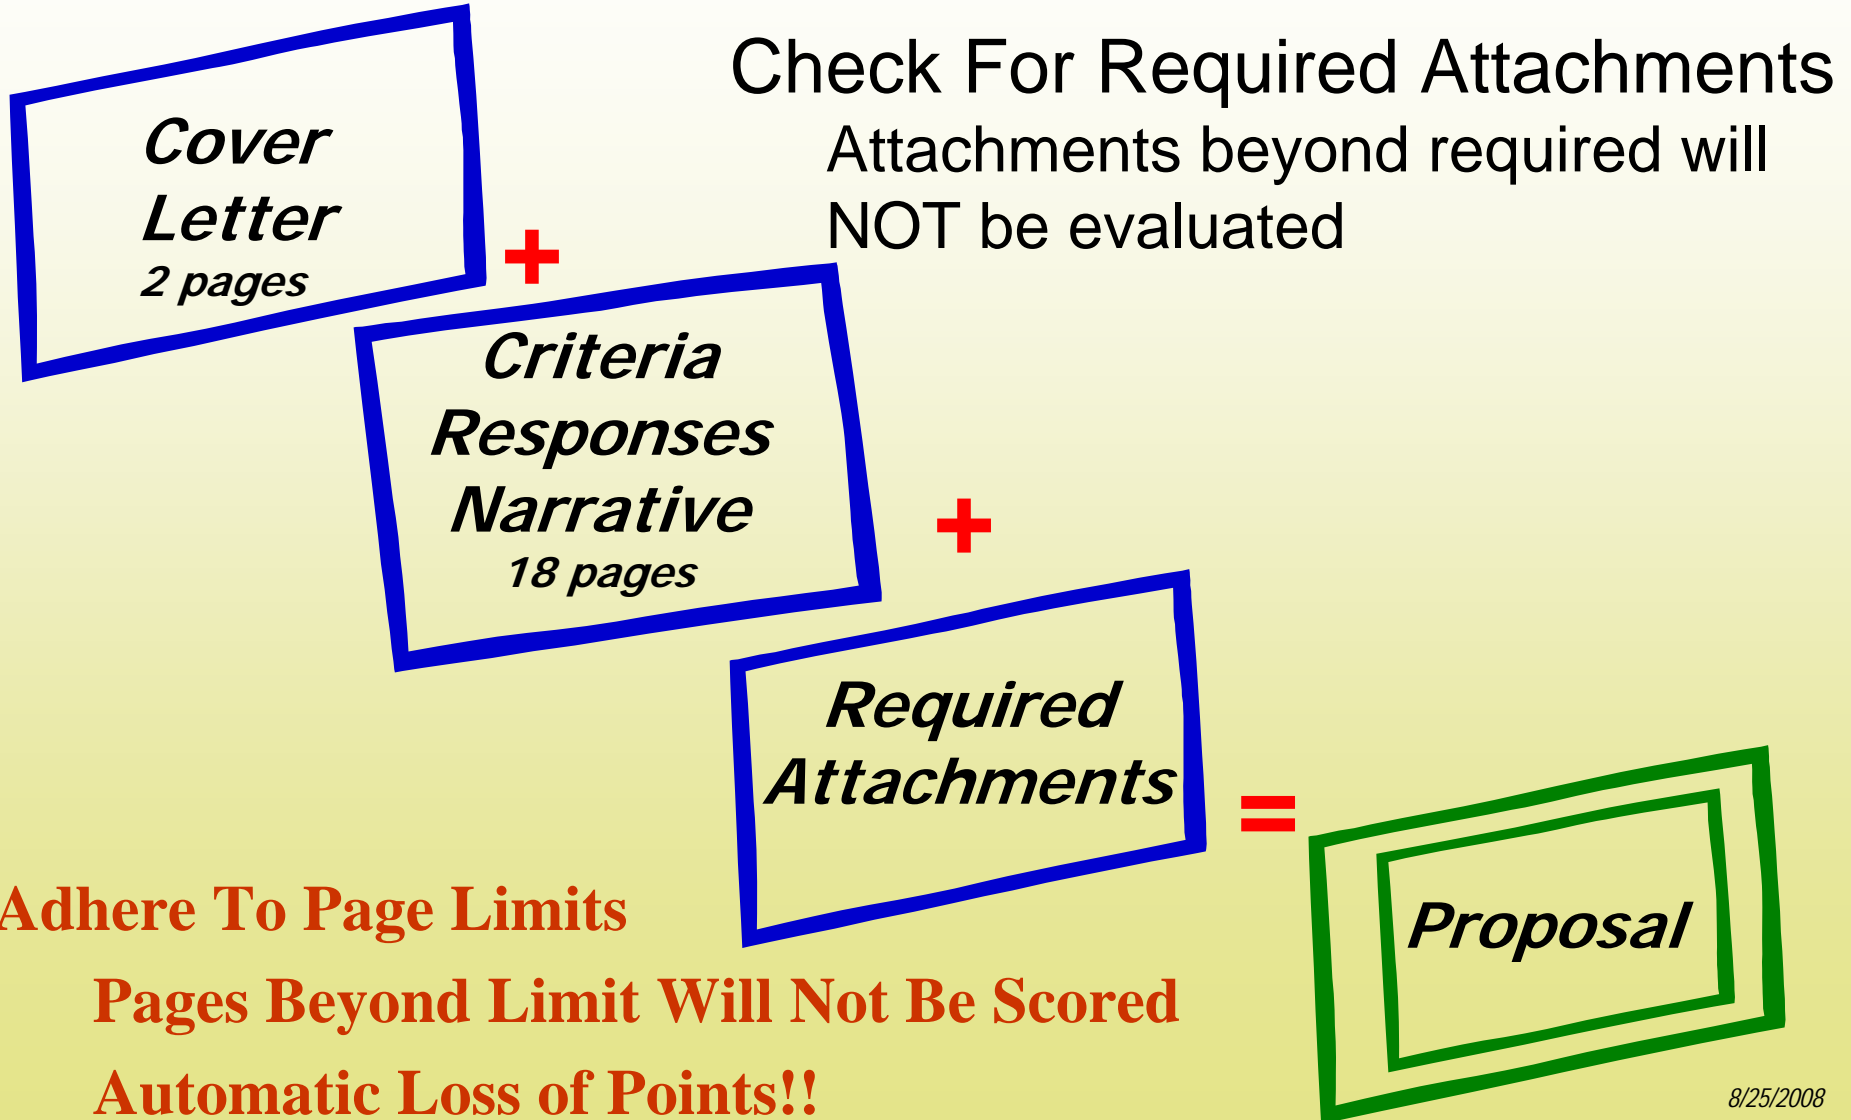 Check For Required Attachments
Attachments beyond required will
NOT be evaluated
Cover
Letter
2 pages
+
Criteria
Responses
Narrative
18 pages
+
Required
Attachments
=
Proposal
Adhere To Page Limits
Pages Beyond Limit Will Not Be Scored
Automatic Loss of Points!!
8/25/2008